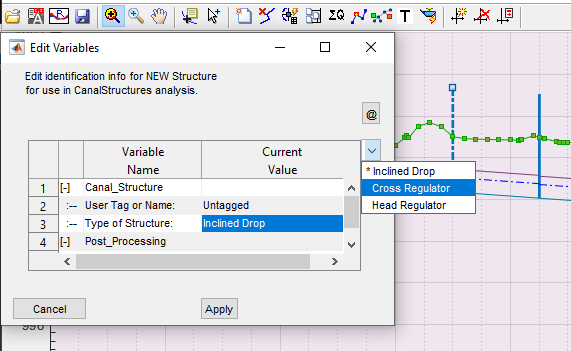 ΣQ
T
Edit Variables
Edit identification info for NEW Structure
for use in CanalStructures analysis.
@
Variable Name
Current Value
1 [-] Canal_Structure
2 :-- User Tag or Name: Untagged
3 :-- Type of Structure: Inclined Drop
4 [-] Post_Processing
* Inclined Drop
Cross Regulator
Head Regulator
Cancel
Apply
990